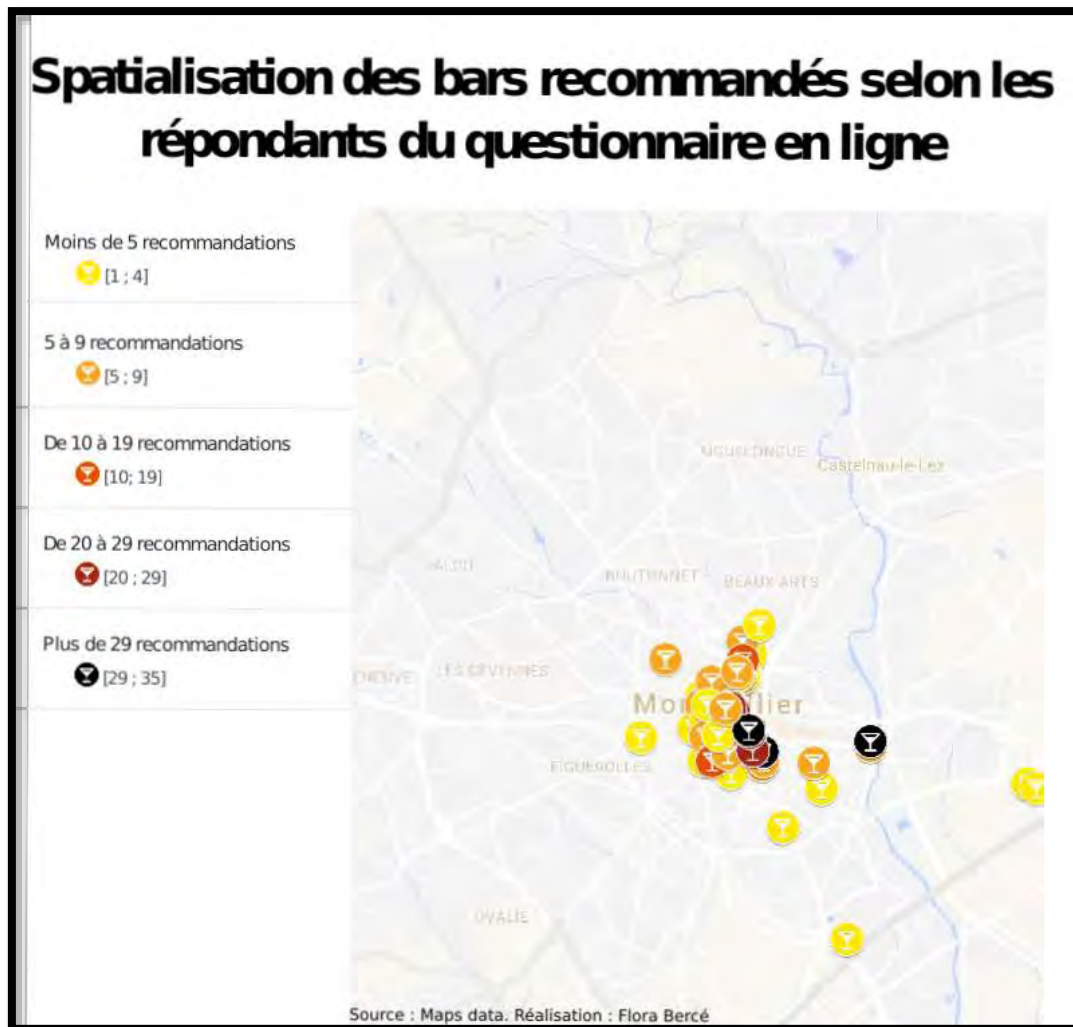 Spatialisation des bars recommandés selon les
répondants du questionnaire en ligne
Moins de 5 recommandations
[1 ; 4]
5 à 9 recommandations
[5 ; 9]
De 10 à 19 recommandations
[10; 19]
De 20 à 29 recommandations
[20 ; 29]
Plus de 29 recommandations
[29 ; 35]
Castelnau-le-Lez
BOUTONNET
BEAUX-ARTS
LES CÉVENNES
FIGUEROLLES
OVALIE
Source : Maps data. Réalisation : Flora Bercé